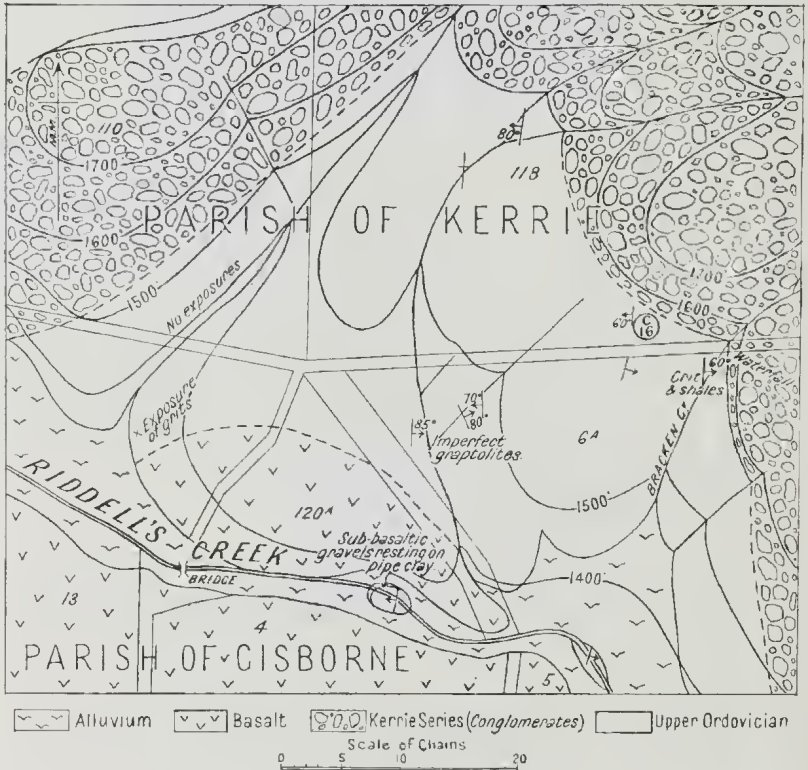 110
1700
1600
1500
PARISH OF KERRIE
80°
118
1700
1600
60°
C
16
No exposures
x Exposure
of grits
60°
Waterfall
Grit
& shales
70°
80°
85°
Imperfect
graptolites.
6A
BRACKEN Ck
1500'
RIDDELL'S CREEK
120A
Sub-basaltic
gravels resting on
pipe clay
BRIDGE
1400'
13
4
5
PARISH OF GISBORNE
Alluvium
Basalt
Kerrie Series (Conglomerates)
Upper Ordovician
Scale of Chains
0 5 10 20